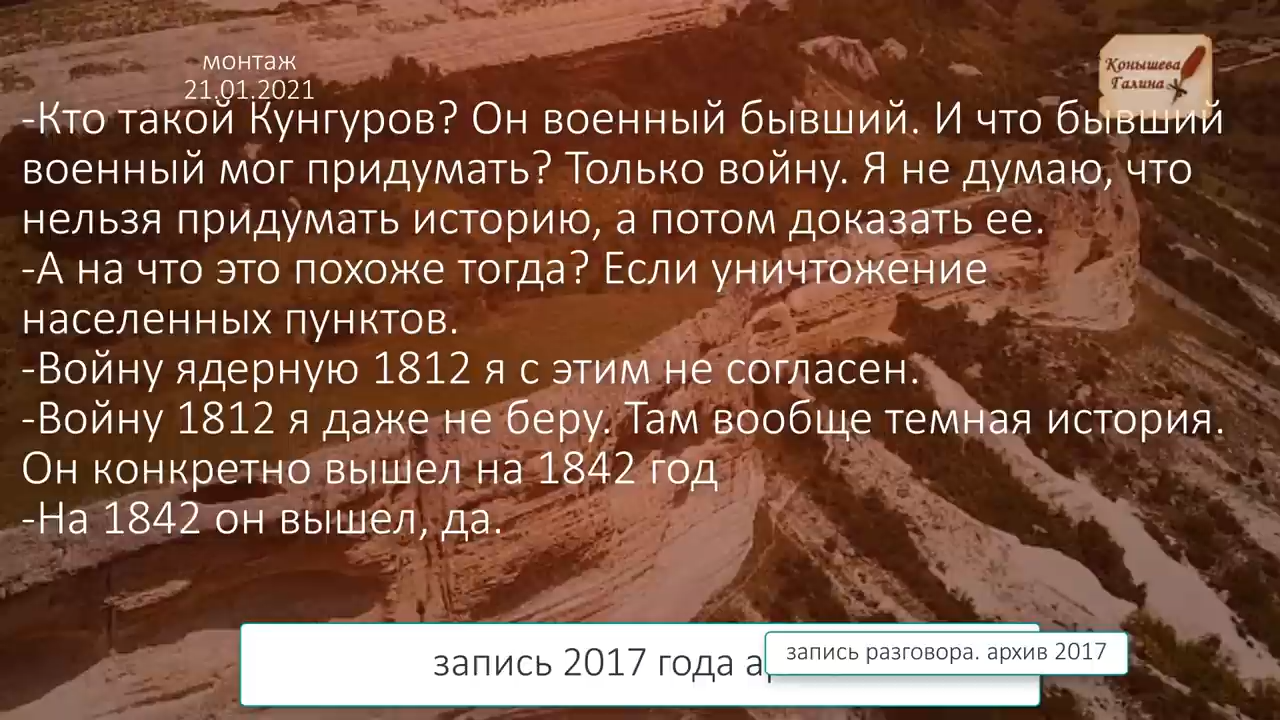 монтаж
21.01.2021
Конышева
Галина
-Кто такой Кунгуров? Он военный бывший. И что бывший
военный мог придумать? Только войну. Я не думаю, что
нельзя придумать историю, а потом доказать ее.
-А на что это похоже тогда? Если уничтожение
населенных пунктов.
-Войну ядерную 1812 я с этим не согласен.
-Войну 1812 я даже не беру. Там вообще темная история.
Он конкретно вышел на 1842 год
-На 1842 он вышел, да.
запись 2017 года
запись разговора. архив 2017